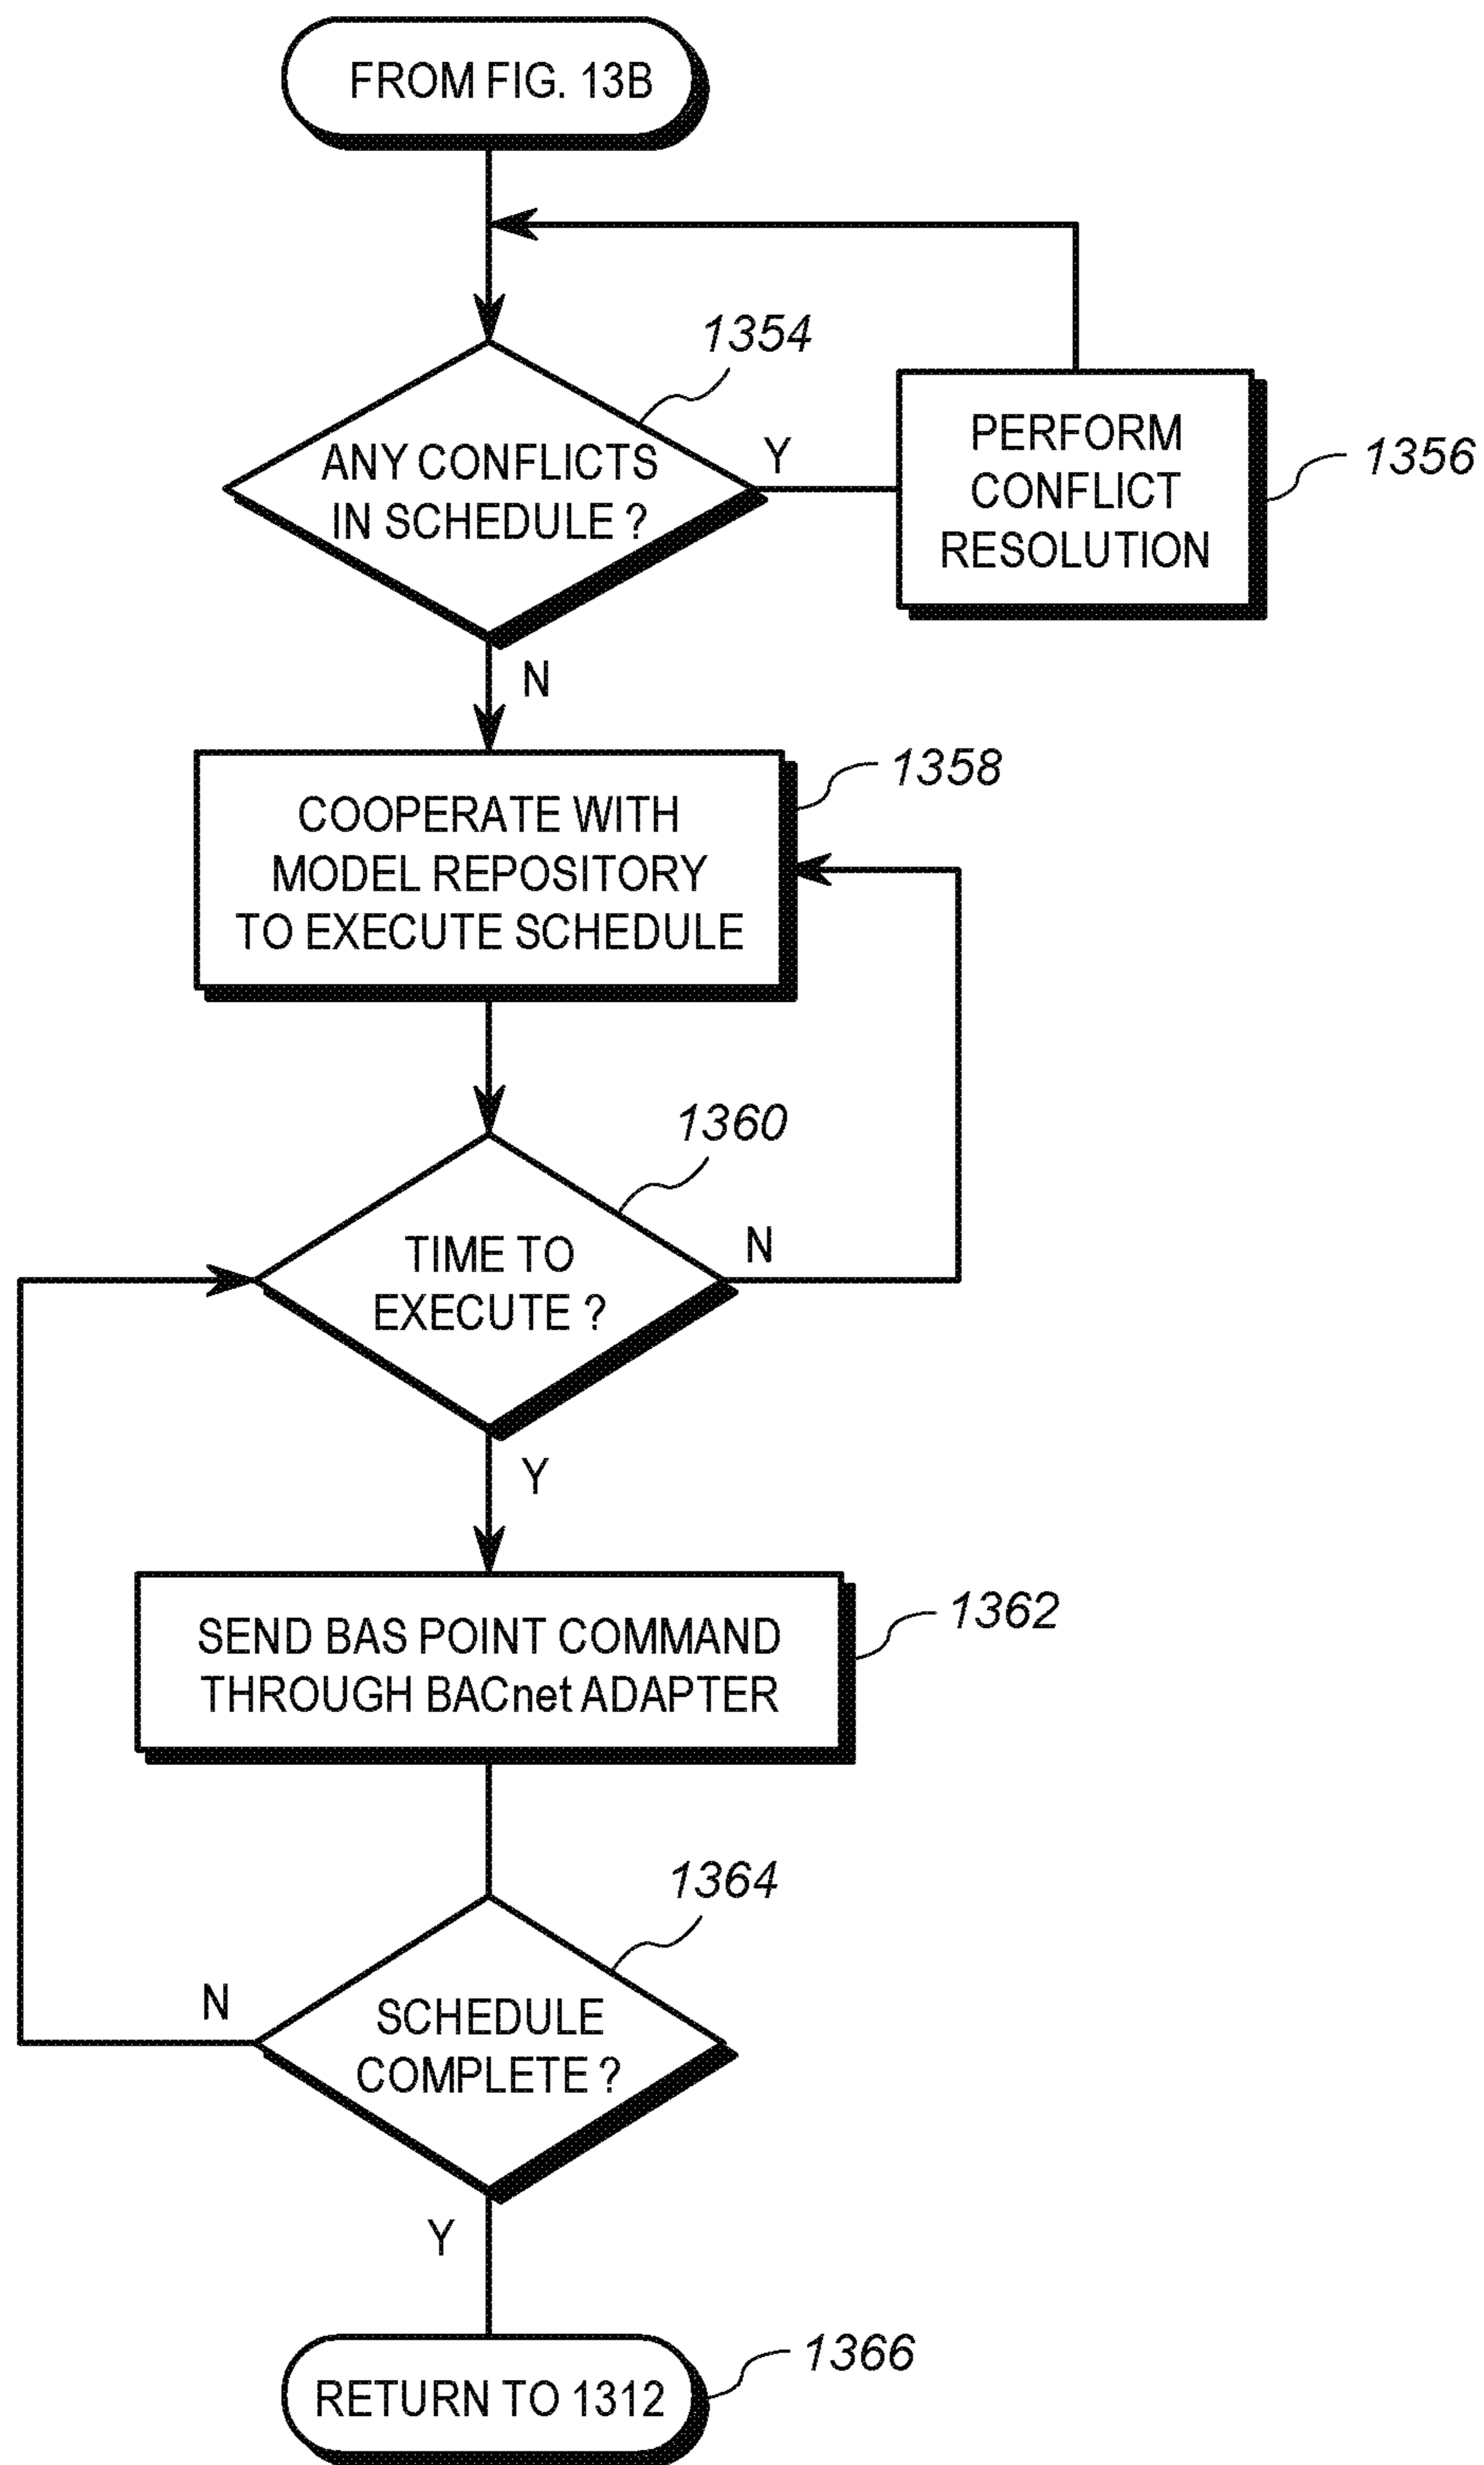 FROM FIG. 13B
1354
ANY CONFLICTS
IN SCHEDULE ?
Y
PERFORM
CONFLICT
RESOLUTION
1356
N
1358
COOPERATE WITH
MODEL REPOSITORY
TO EXECUTE SCHEDULE
1360
TIME TO
EXECUTE ?
N
Y
1362
SEND BAS POINT COMMAND
THROUGH BACnet ADAPTER
1364
N
SCHEDULE
COMPLETE ?
Y
1366
RETURN TO 1312